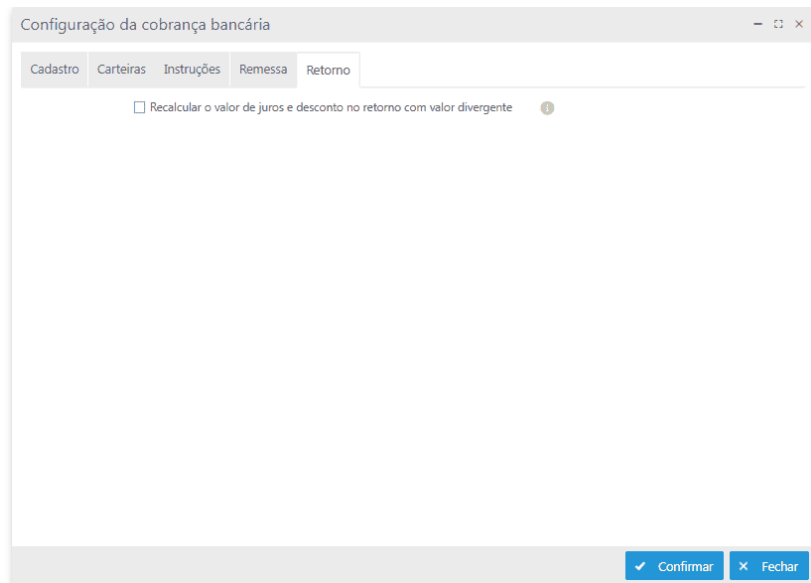 Configuração da cobrança bancária
Cadastro Carteiras Instruções Remessa Retorno
Recalcular o valor de juros e desconto no retorno com valor divergente
Confirmar Fechar